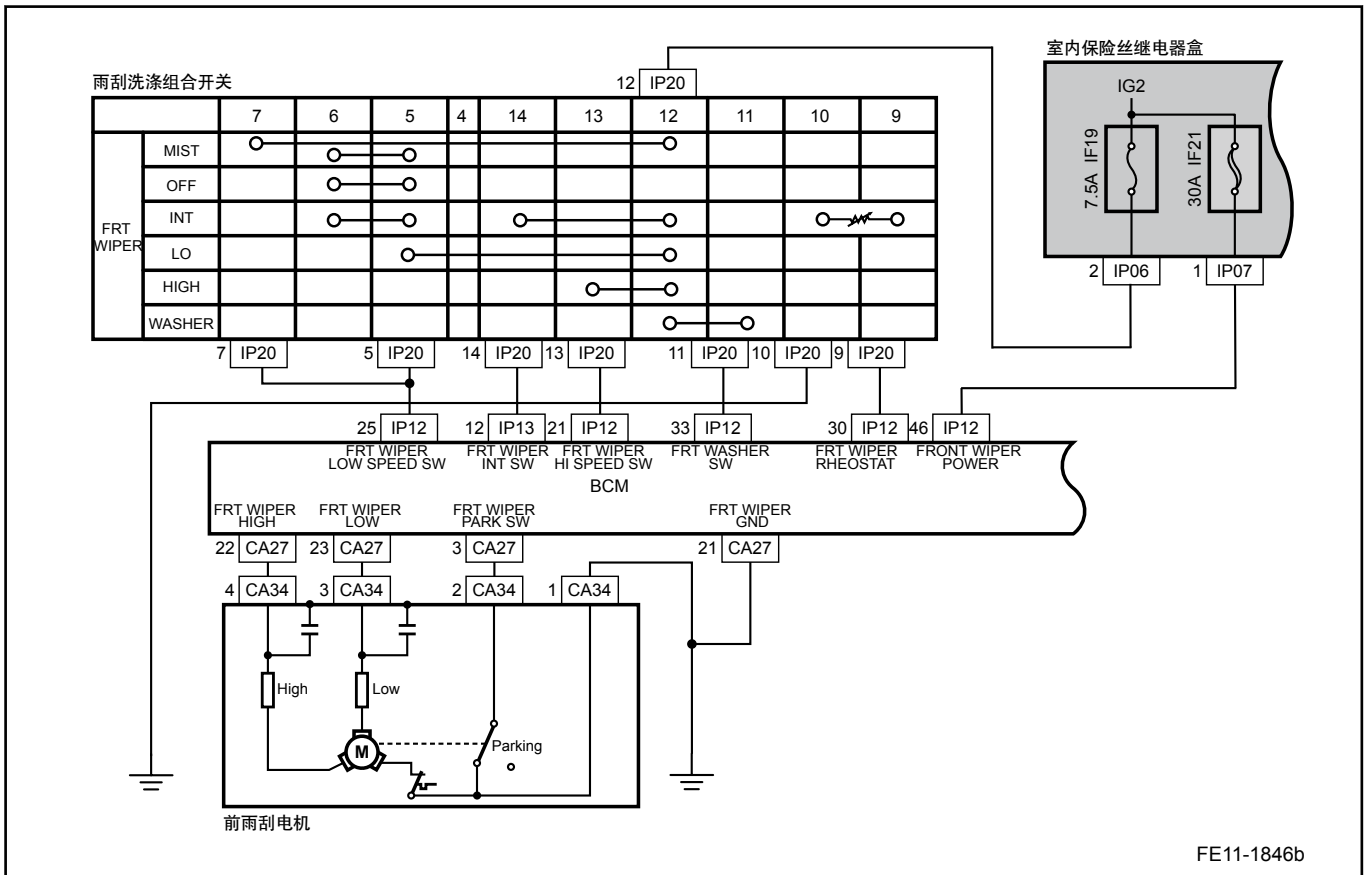 室内保险丝继电器盒
雨刮洗涤组合开关
12 IP20
IG2
7.5A IF19
30A IF21
2 IP06
1 IP07
7 6 5 4 14 13 12 11 10 9
FRT WIPER
MIST
OFF
INT
LO
HIGH
WASHER
7 IP20
5 IP20
14 IP20
13 IP20
11 IP20
10 IP20
9 IP20
25 IP12
12 IP13
21 IP12
33 IP12
30 IP12
46 IP12
FRT WIPER LOW SPEED SW
FRT WIPER INT SW
FRT WIPER HI SPEED SW
FRT WASHER SW
FRT WIPER RHEOSTAT
FRONT WIPER POWER
BCM
FRT WIPER HIGH
FRT WIPER LOW
FRT WIPER PARK SW
FRT WIPER GND
22 CA27
23 CA27
3 CA27
21 CA27
4 CA34
3 CA34
2 CA34
1 CA34
High
Low
M
Parking
前雨刮电机
FE11-1846b